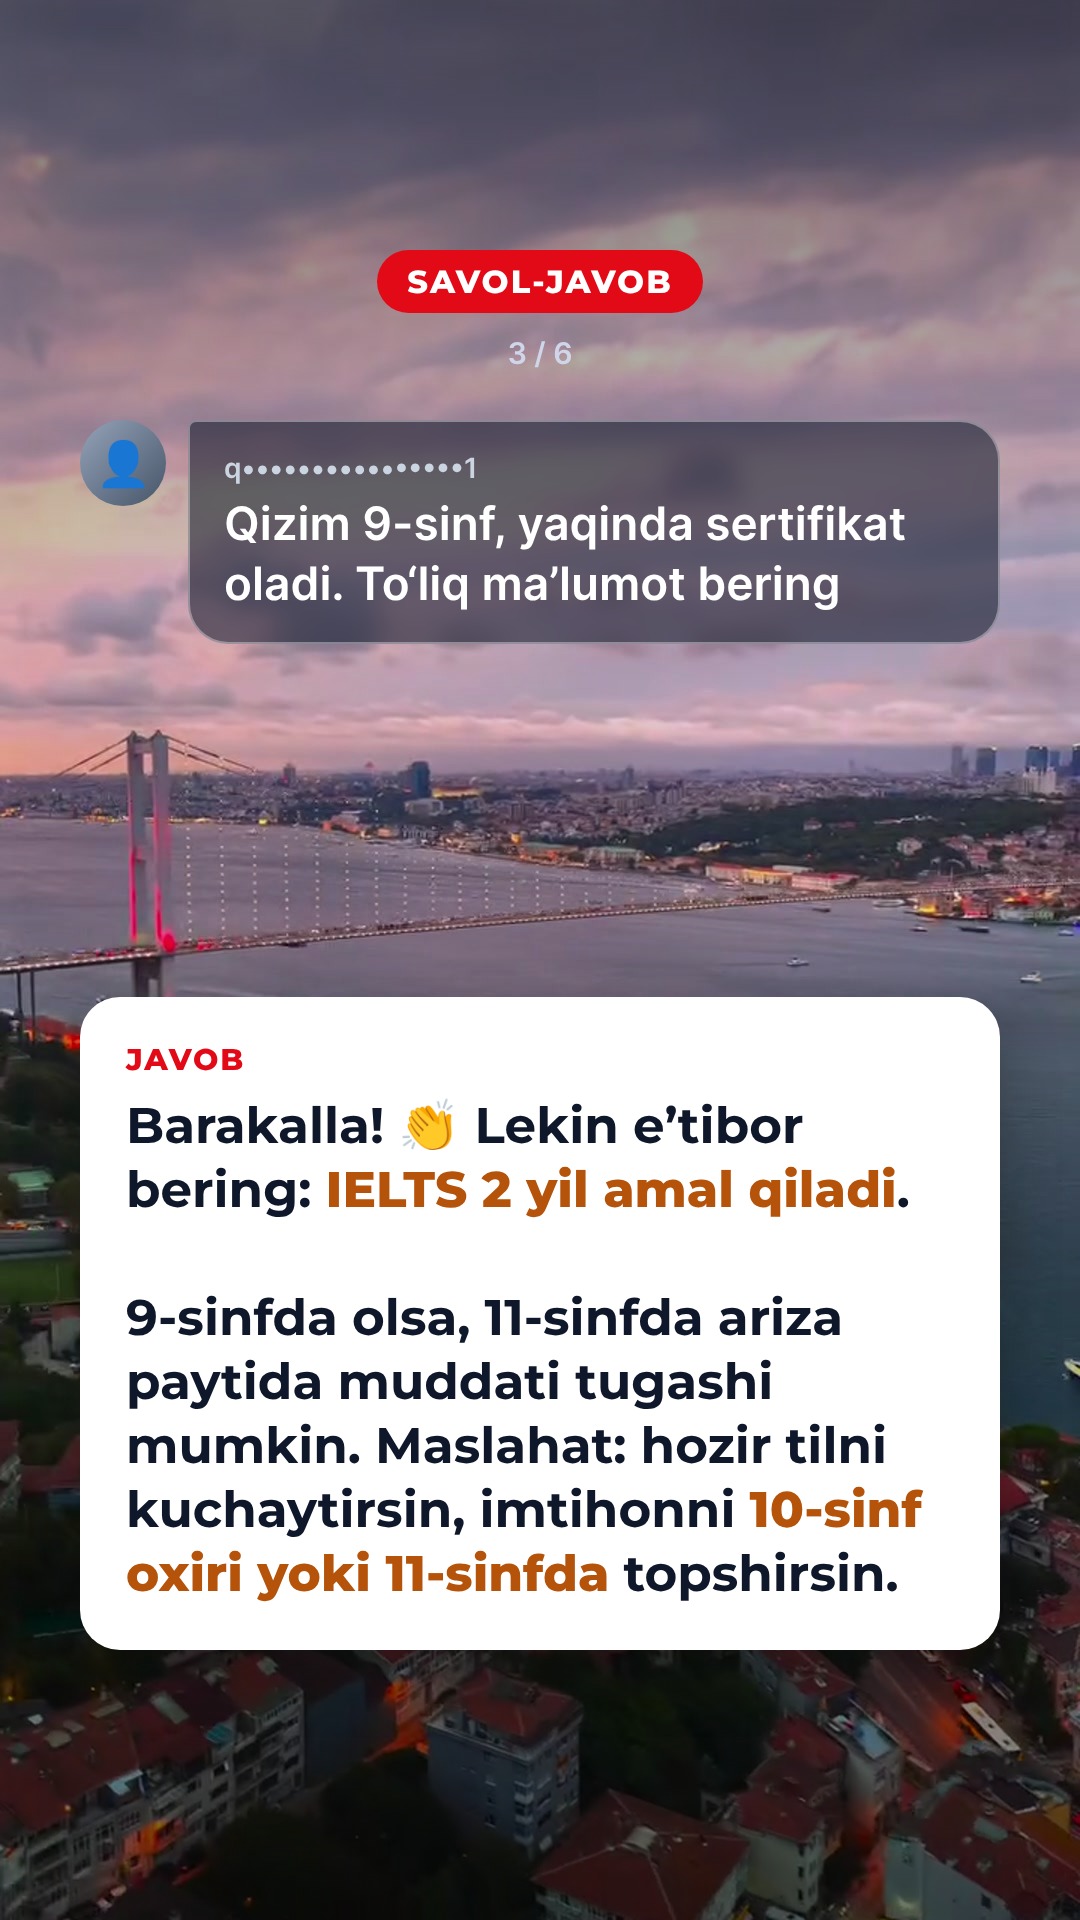 SAVOL-JAVOB
3 / 6
q••••••••••••••••1
Qizim 9-sinf, yaqinda sertifikat
oladi. To‘liq ma’lumot bering
JAVOB
Barakalla! 👏 Lekin e’tibor
bering: IELTS 2 yil amal qiladi.
9-sinfda olsa, 11-sinfda ariza
paytida muddati tugashi
mumkin. Maslahat: hozir tilni
kuchaytirsin, imtihonni 10-sinf
oxiri yoki 11-sinfda topshirsin.